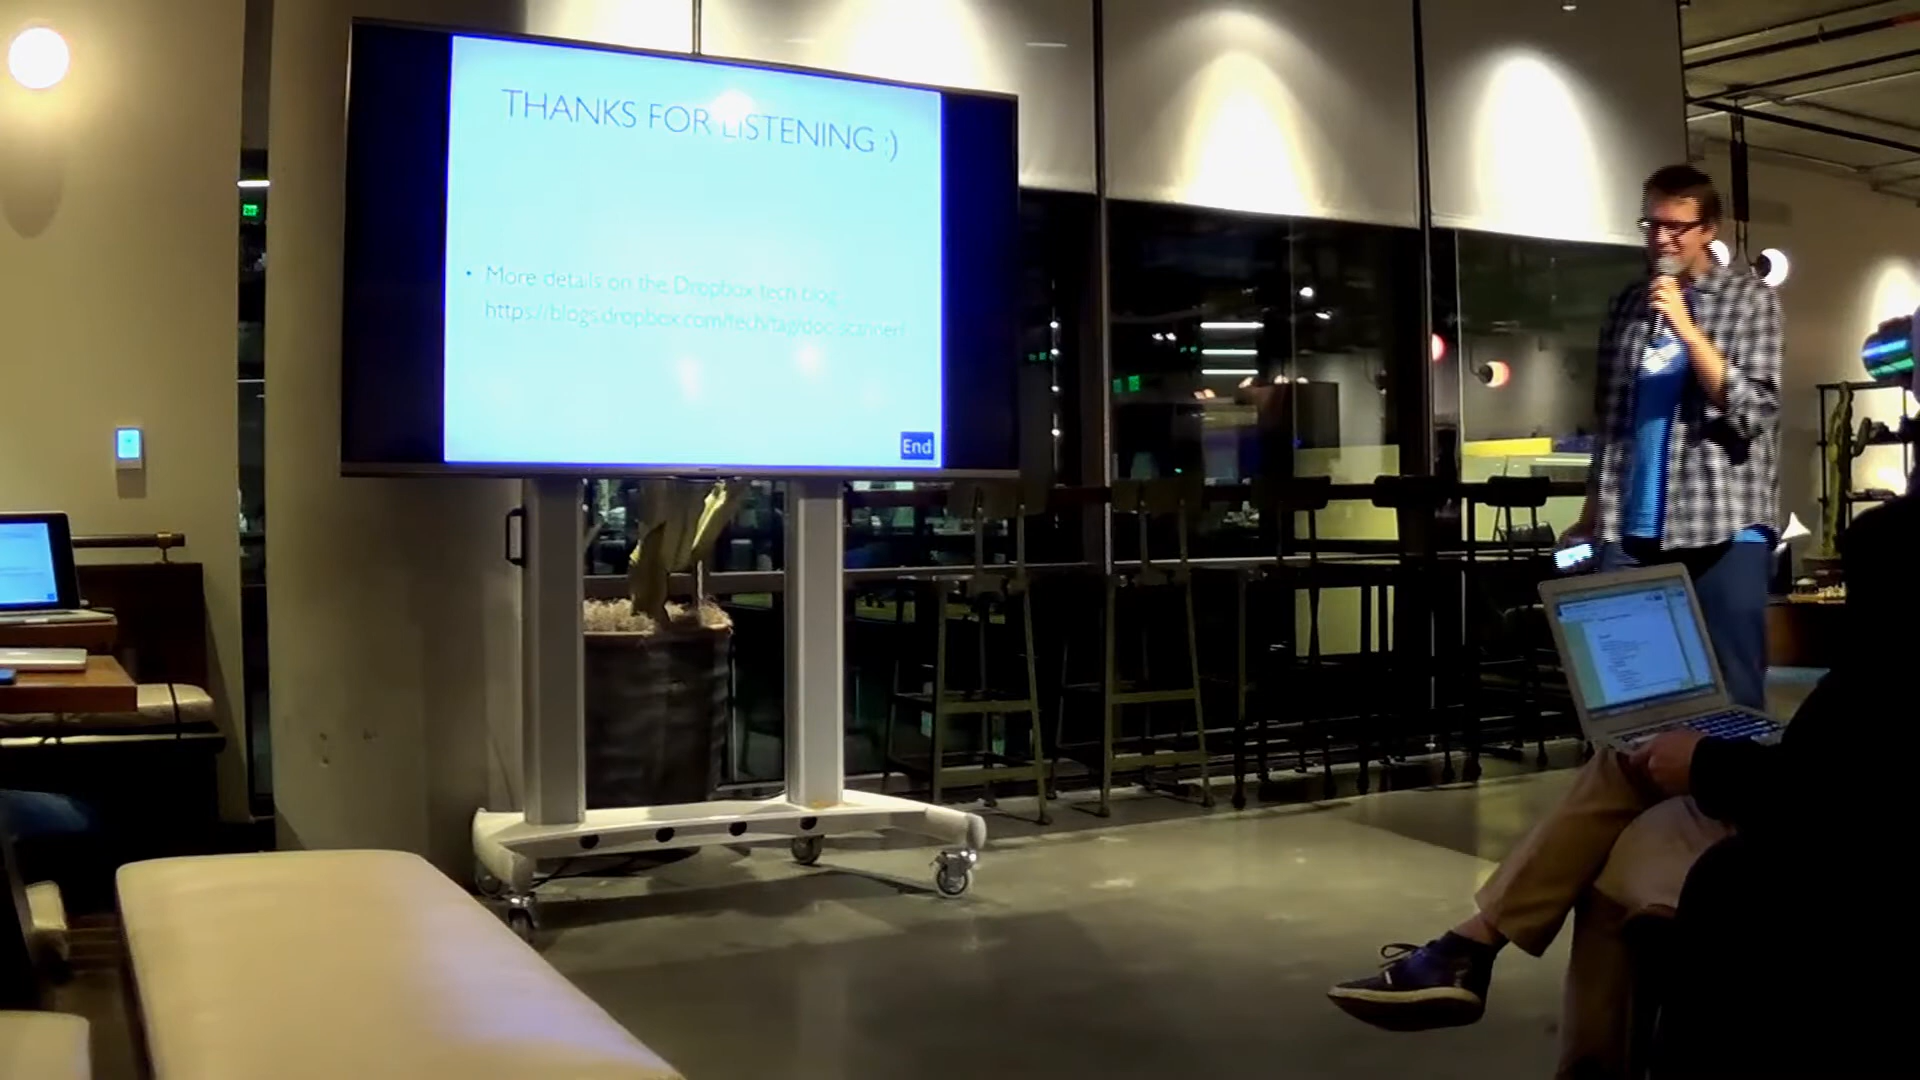 THANKS FOR LISTENING :)
• More details on the Dropbox tech blog
https://blogs.dropbox.com/tech/tag/doc-scanner/
End